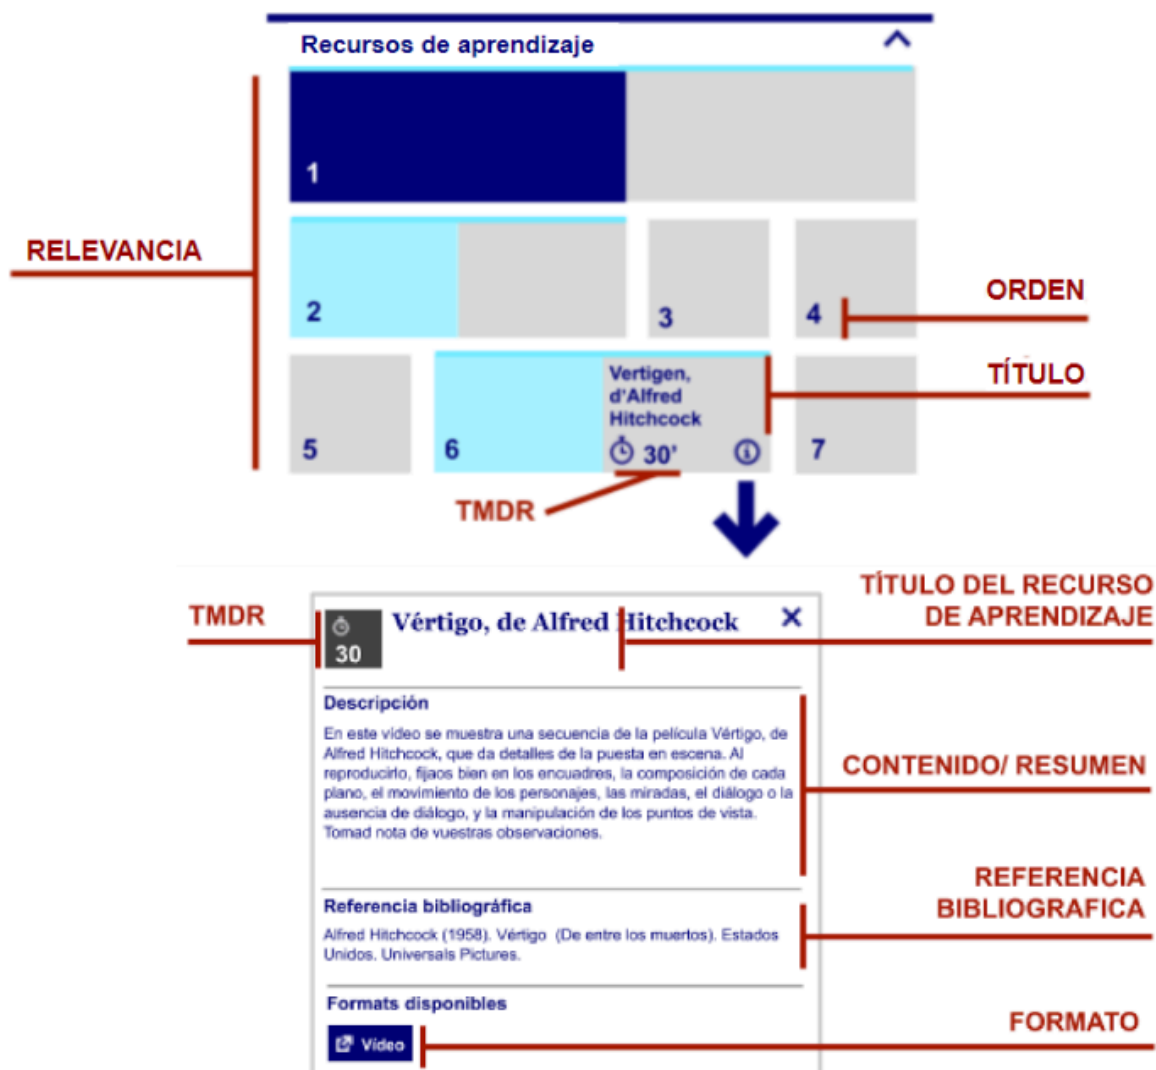 Recursos de aprendizaje
1
RELEVANCIA
2
3
4
ORDEN
Vertigen,
d'Alfred
Hitchcock
TÍTULO
5
6
30'
7
TMDR
TÍTULO DEL RECURSO
DE APRENDIZAJE
TMDR
30
Vértigo, de Alfred Hitchcock
Descripción
En este vídeo se muestra una secuencia de la película Vértigo, de
Alfred Hitchcock, que da detalles de la puesta en escena. Al
reproducirlo, fijaos bien en los encuadres, la composición de cada
plano, el movimiento de los personajes, las miradas, el diálogo o la
ausencia de diálogo, y la manipulación de los puntos de vista.
Tomad nota de vuestras observaciones.
CONTENIDO/ RESUMEN
Referencia bibliográfica
Alfred Hitchcock (1958). Vértigo (De entre los muertos). Estados
Unidos. Universals Pictures.
REFERENCIA
BIBLIOGRAFICA
Formats disponibles
Vídeo
FORMATO